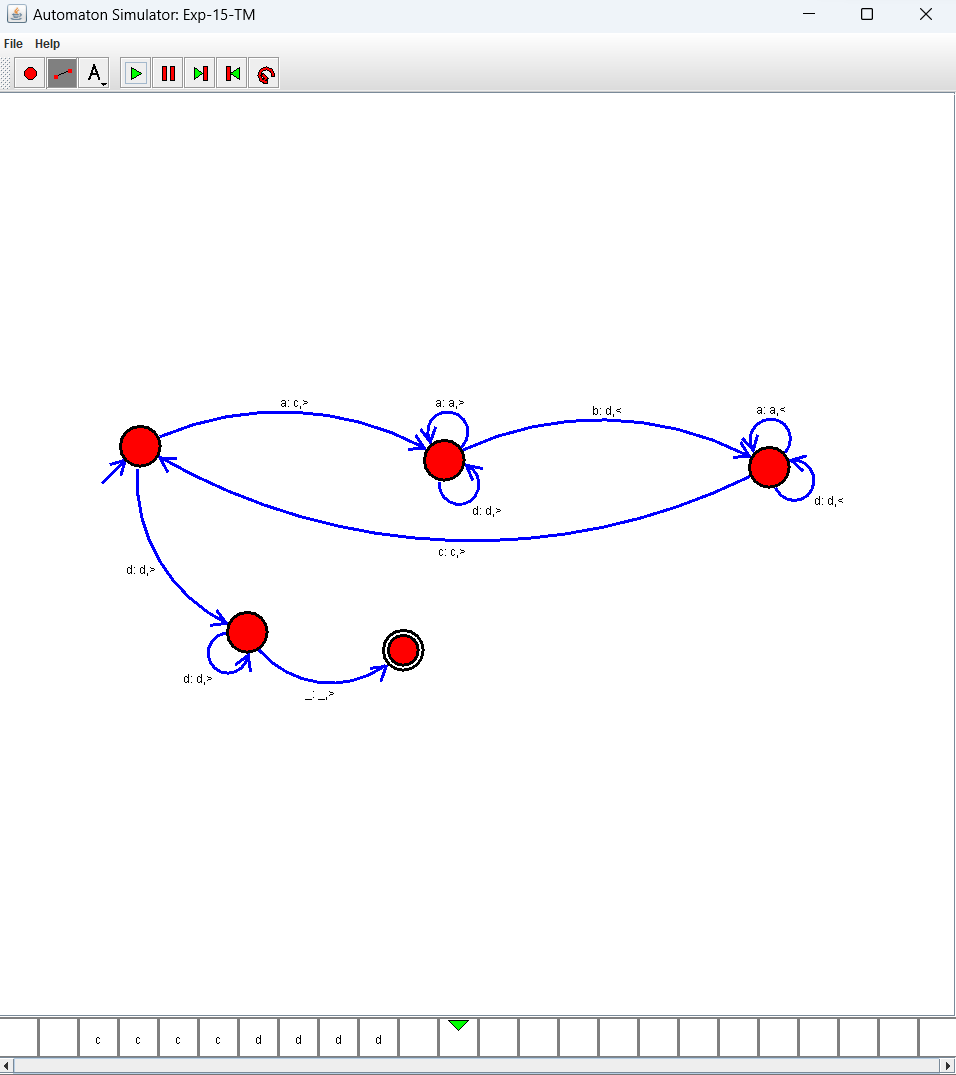 Automaton Simulator: Exp-15-TM
File Help
A
a: c,>
a: a,>
b: d,<
a: a,<
d: d,>
d: d,<
c: c,>
d: d,>
d: d,>
_: _,>
c c c c d d d d